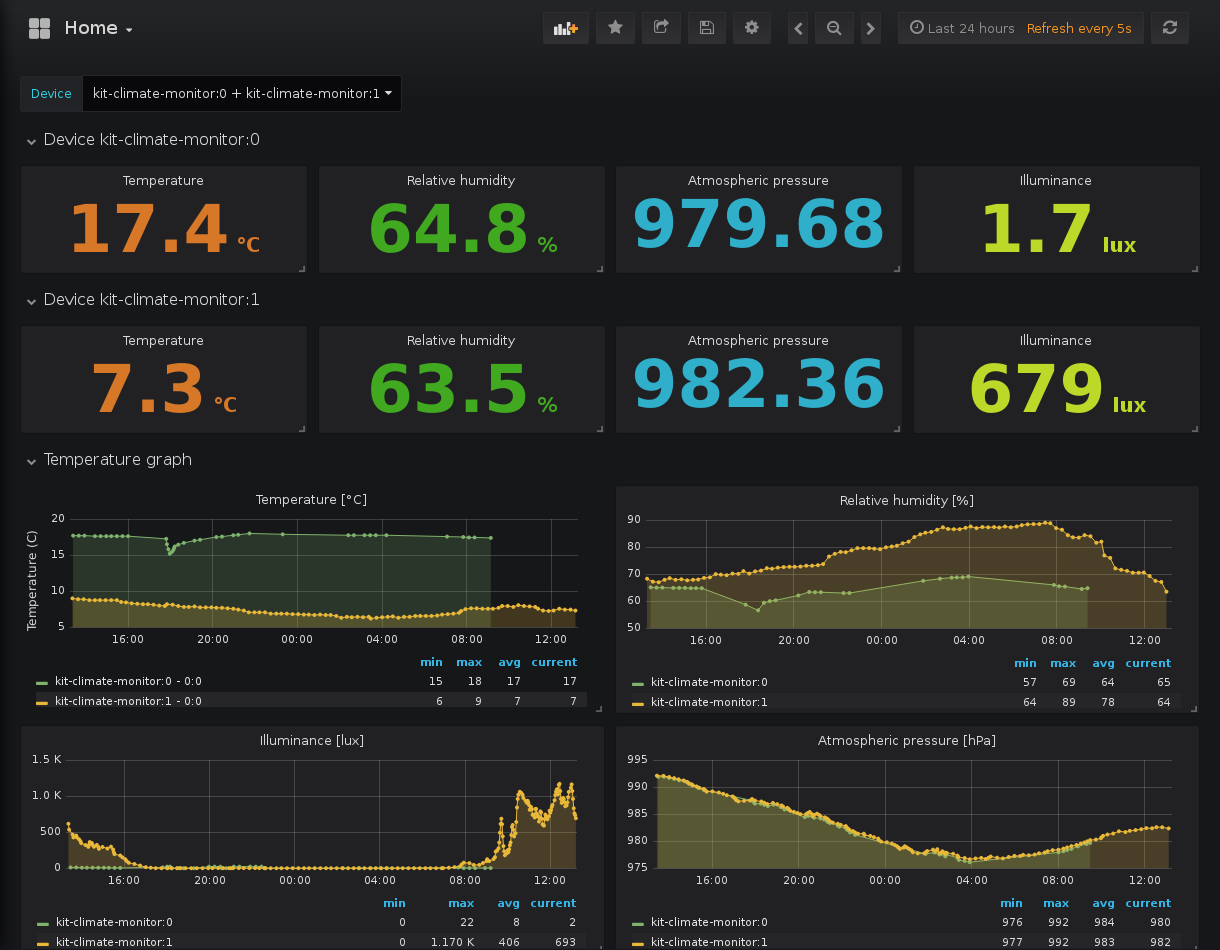 Home
Last 24 hours Refresh every 5s
Device kit-climate-monitor:0 + kit-climate-monitor:1
Device kit-climate-monitor:0
Temperature Relative humidity Atmospheric pressure Illuminance
17.4 °C 64.8 % 979.68 1.7 lux
Device kit-climate-monitor:1
Temperature Relative humidity Atmospheric pressure Illuminance
7.3 °C 63.5 % 982.36 679 lux
Temperature graph
Temperature [°C]
Temperature (C)
20
15
10
5
16:00 20:00 00:00 04:00 08:00 12:00
min max avg current
kit-climate-monitor:0 - 0:0 15 18 17 17
kit-climate-monitor:1 - 0:0 6 9 7 7
Relative humidity [%]
90
80
70
60
50
16:00 20:00 00:00 04:00 08:00 12:00
min max avg current
kit-climate-monitor:0 57 69 64 65
kit-climate-monitor:1 64 89 78 64
Illuminance [lux]
1.5 K
1.0 K
500
0
16:00 20:00 00:00 04:00 08:00 12:00
min max avg current
kit-climate-monitor:0 0 22 8 2
kit-climate-monitor:1 0 1.170 K 406 693
Atmospheric pressure [hPa]
995
990
985
980
975
16:00 20:00 00:00 04:00 08:00 12:00
min max avg current
kit-climate-monitor:0 976 992 984 980
kit-climate-monitor:1 977 992 983 982